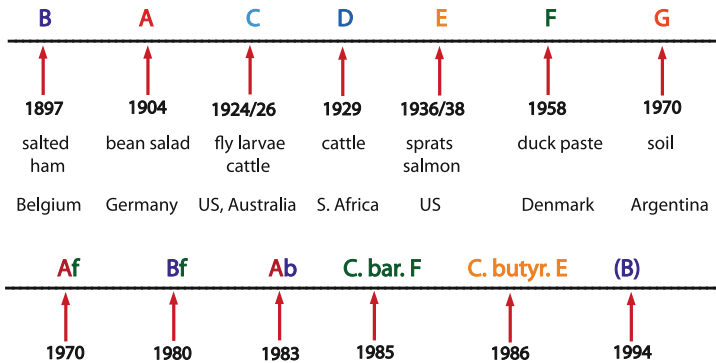 B A C D E F G
1897 1904 1924/26 1929 1936/38 1958 1970
salted bean salad fly larvae cattle sprats duck paste soil
ham cattle salmon
Belgium Germany US, Australia S. Africa US Denmark Argentina
Af Bf Ab C. bar. F C. butyr. E (B)
1970 1980 1983 1985 1986 1994